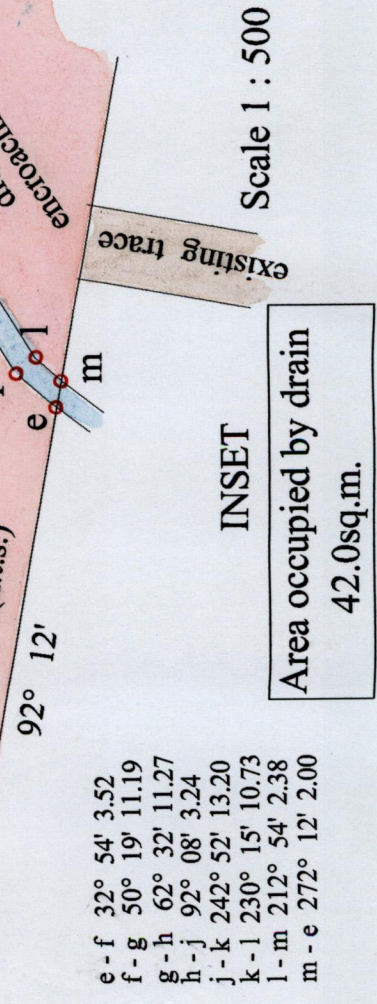 encroach
(n.t.s.)
92° 12'
l
e
m
existing trace
Scale 1 : 500
INSET
Area occupied by drain
42.0sq.m.
e - f 32° 54' 3.52
f - g 50° 19' 11.19
g - h 62° 32' 11.27
h - j 92° 08' 3.24
j - k 242° 52' 13.20
k - l 230° 15' 10.73
l - m 212° 54' 2.38
m - e 272° 12' 2.00